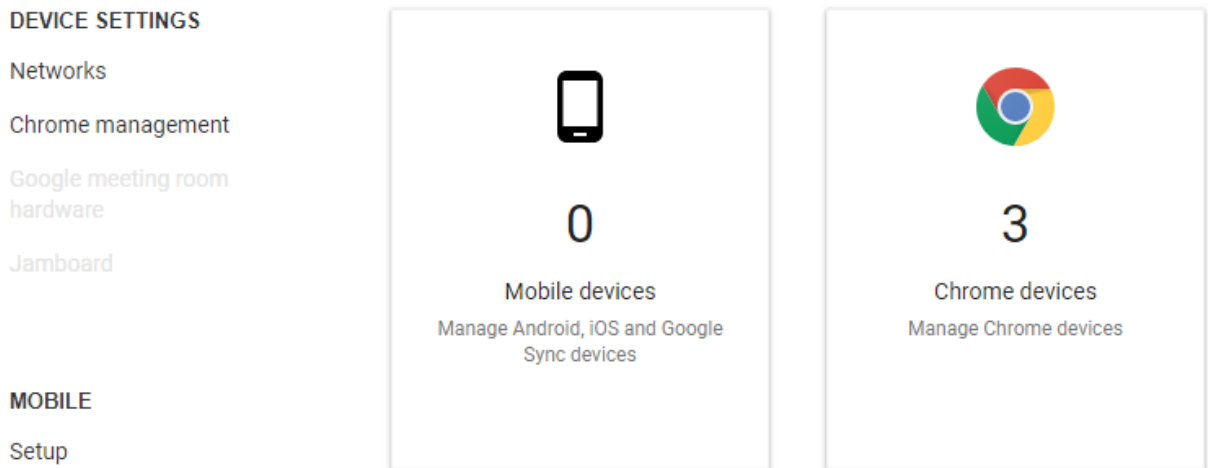 DEVICE SETTINGS
Networks
Chrome management
Google meeting room
hardware
Jamboard
MOBILE
Setup
0
Mobile devices
Manage Android, iOS and Google
Sync devices
3
Chrome devices
Manage Chrome devices